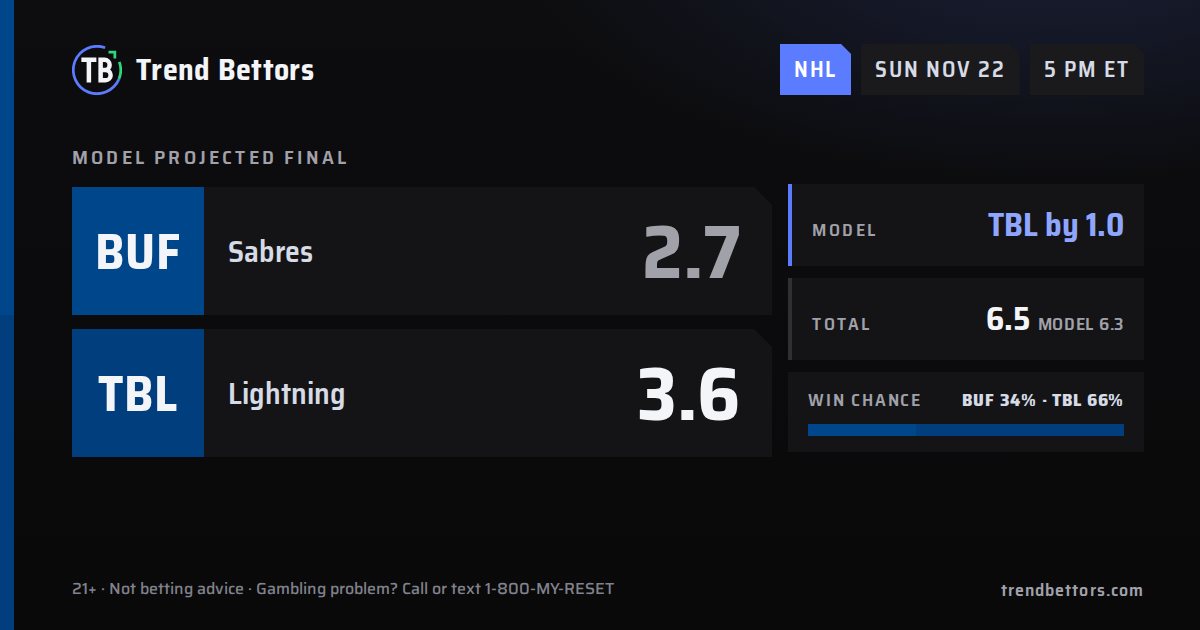 TB Trend Bettors
NHL SUN NOV 22 5 PM ET
MODEL PROJECTED FINAL
BUF Sabres 2.7
TBL Lightning 3.6
MODEL TBL by 1.0
TOTAL 6.5 MODEL 6.3
WIN CHANCE BUF 34% · TBL 66%
21+ · Not betting advice · Gambling problem? Call or text 1-800-MY-RESET
trendbettors.com